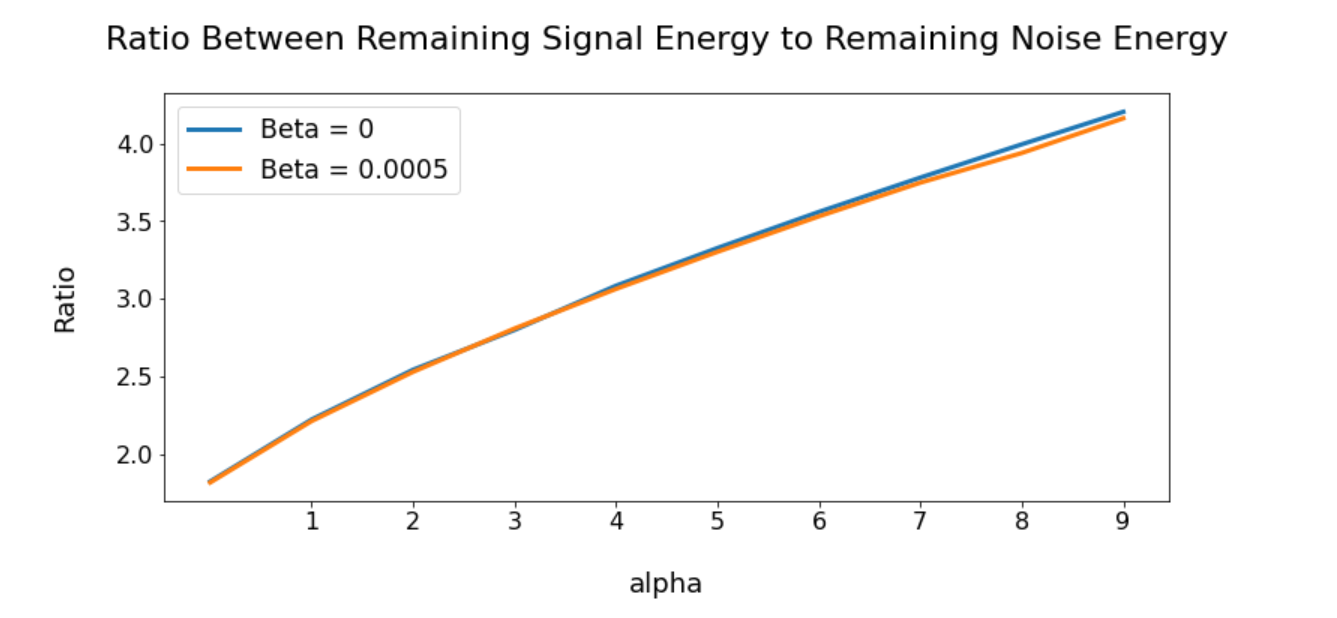 Ratio Between Remaining Signal Energy to Remaining Noise Energy
Beta = 0
Beta = 0.0005
4.0
3.5
3.0
2.5
2.0
Ratio
1 2 3 4 5 6 7 8 9
alpha